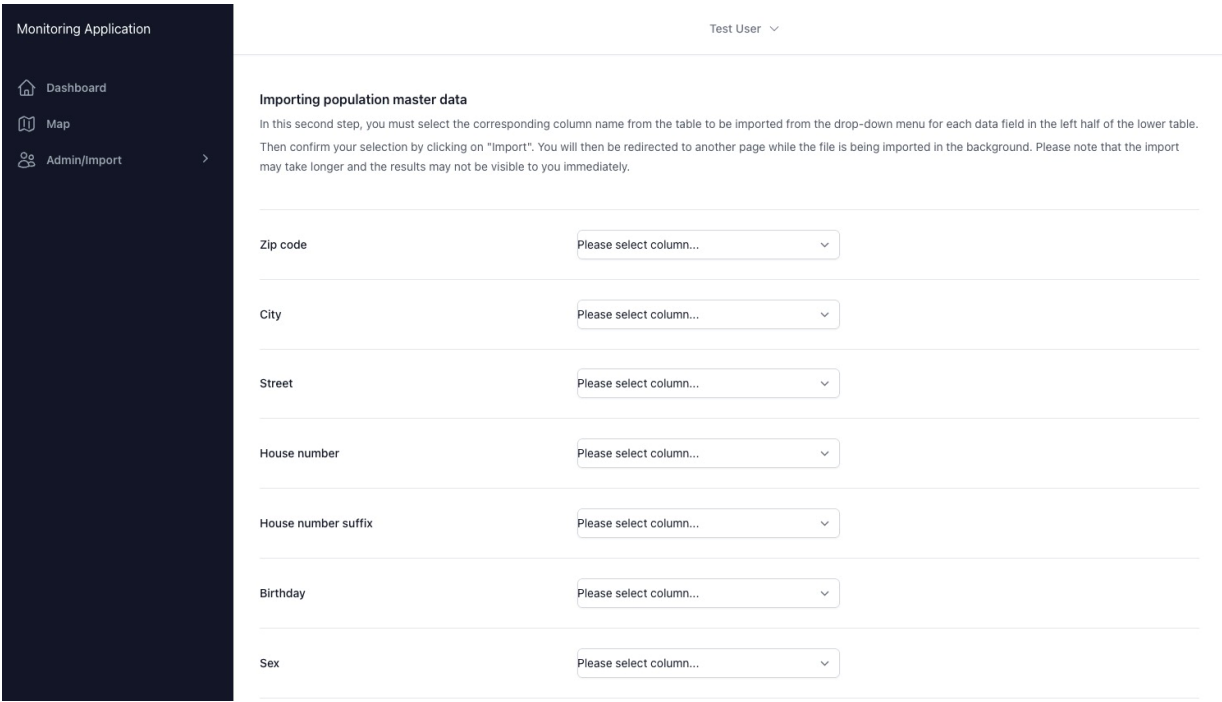 Monitoring Application
Test User
Dashboard
Map
Admin/Import
Importing population master data
In this second step, you must select the corresponding column name from the table to be imported from the drop-down menu for each data field in the left half of the lower table.
Then confirm your selection by clicking on "Import". You will then be redirected to another page while the file is being imported in the background. Please note that the import
may take longer and the results may not be visible to you immediately.
Zip code Please select column...
City Please select column...
Street Please select column...
House number Please select column...
House number suffix Please select column...
Birthday Please select column...
Sex Please select column...